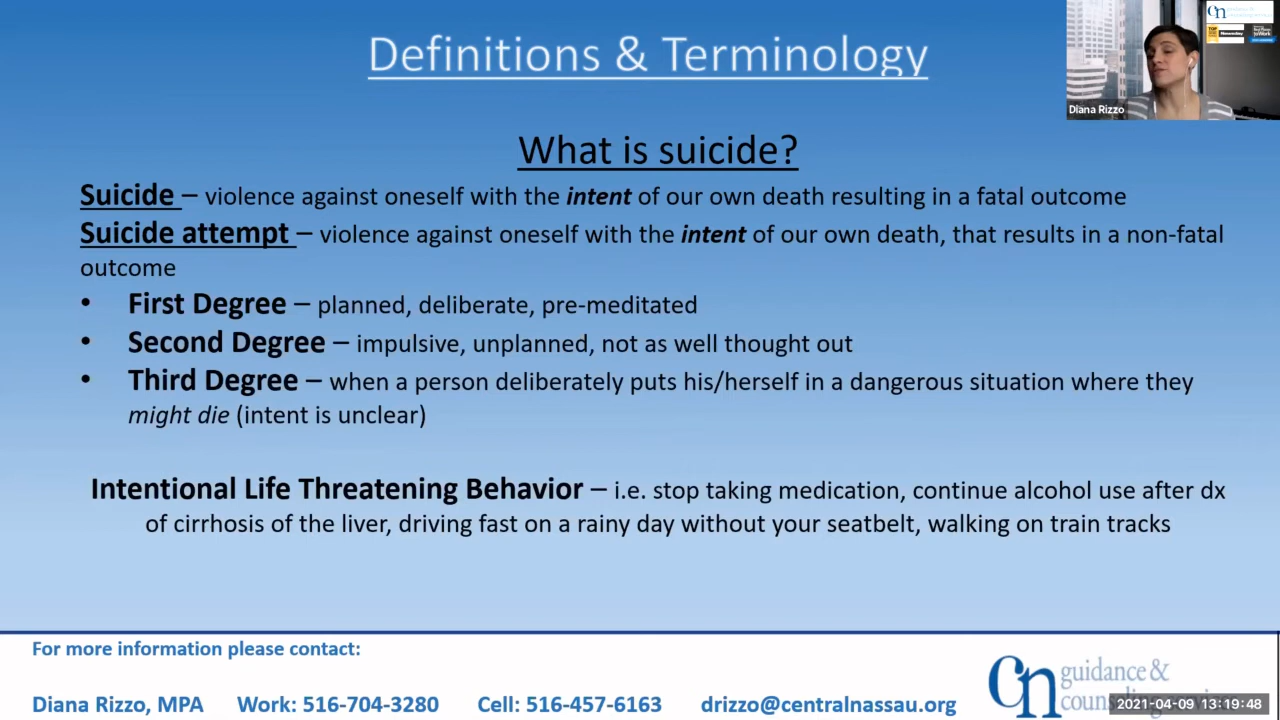 Definitions & Terminology
Diana Rizzo
What is suicide?
Suicide – violence against oneself with the intent of our own death resulting in a fatal outcome
Suicide attempt – violence against oneself with the intent of our own death, that results in a non-fatal
outcome
• First Degree – planned, deliberate, pre-meditated
• Second Degree – impulsive, unplanned, not as well thought out
• Third Degree – when a person deliberately puts his/herself in a dangerous situation where they
might die (intent is unclear)
Intentional Life Threatening Behavior – i.e. stop taking medication, continue alcohol use after dx
of cirrhosis of the liver, driving fast on a rainy day without your seatbelt, walking on train tracks
For more information please contact:
Diana Rizzo, MPA Work: 516-704-3280 Cell: 516-457-6163 drizzo@centralnassau.org
cn guidance &
2021-04-09 13:19:48